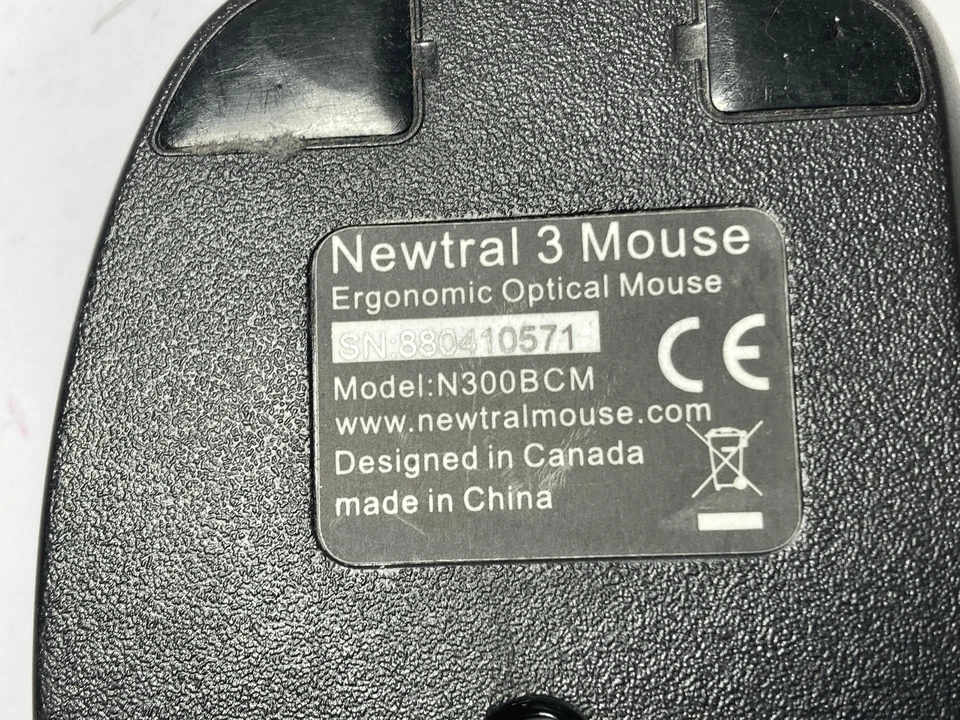 Newtral 3 Mouse
Ergonomic Optical Mouse
SN:880410571
CE
Model:N300BCM
www.newtralmouse.com
Designed in Canada
made in China